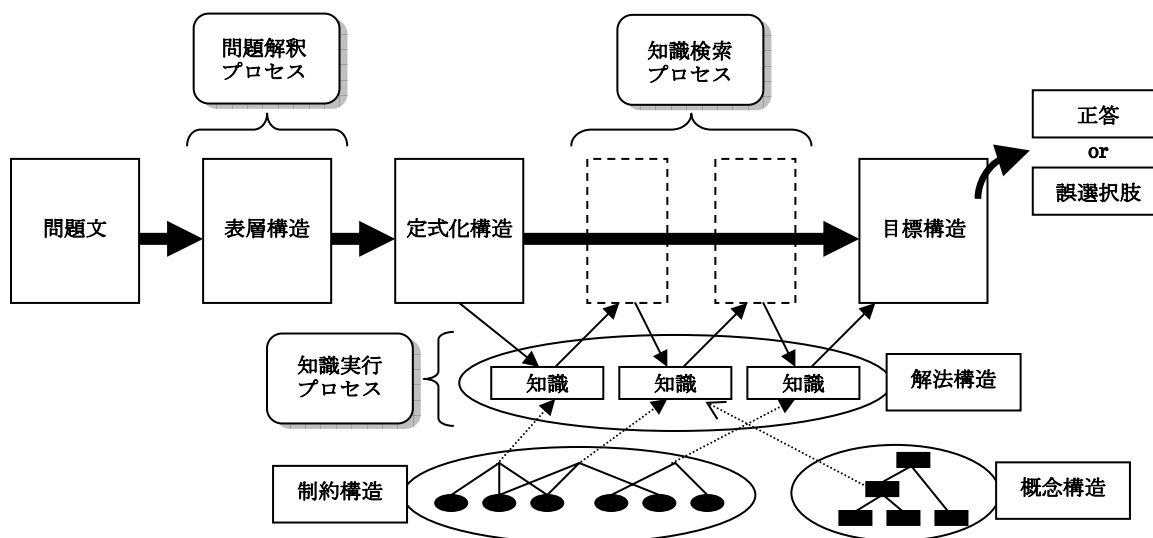 問題解釈
プロセス
知識検索
プロセス
正答
or
誤選択肢
問題文
表層構造
定式化構造
目標構造
知識実行
プロセス
知識
知識
知識
解法構造
制約構造
概念構造